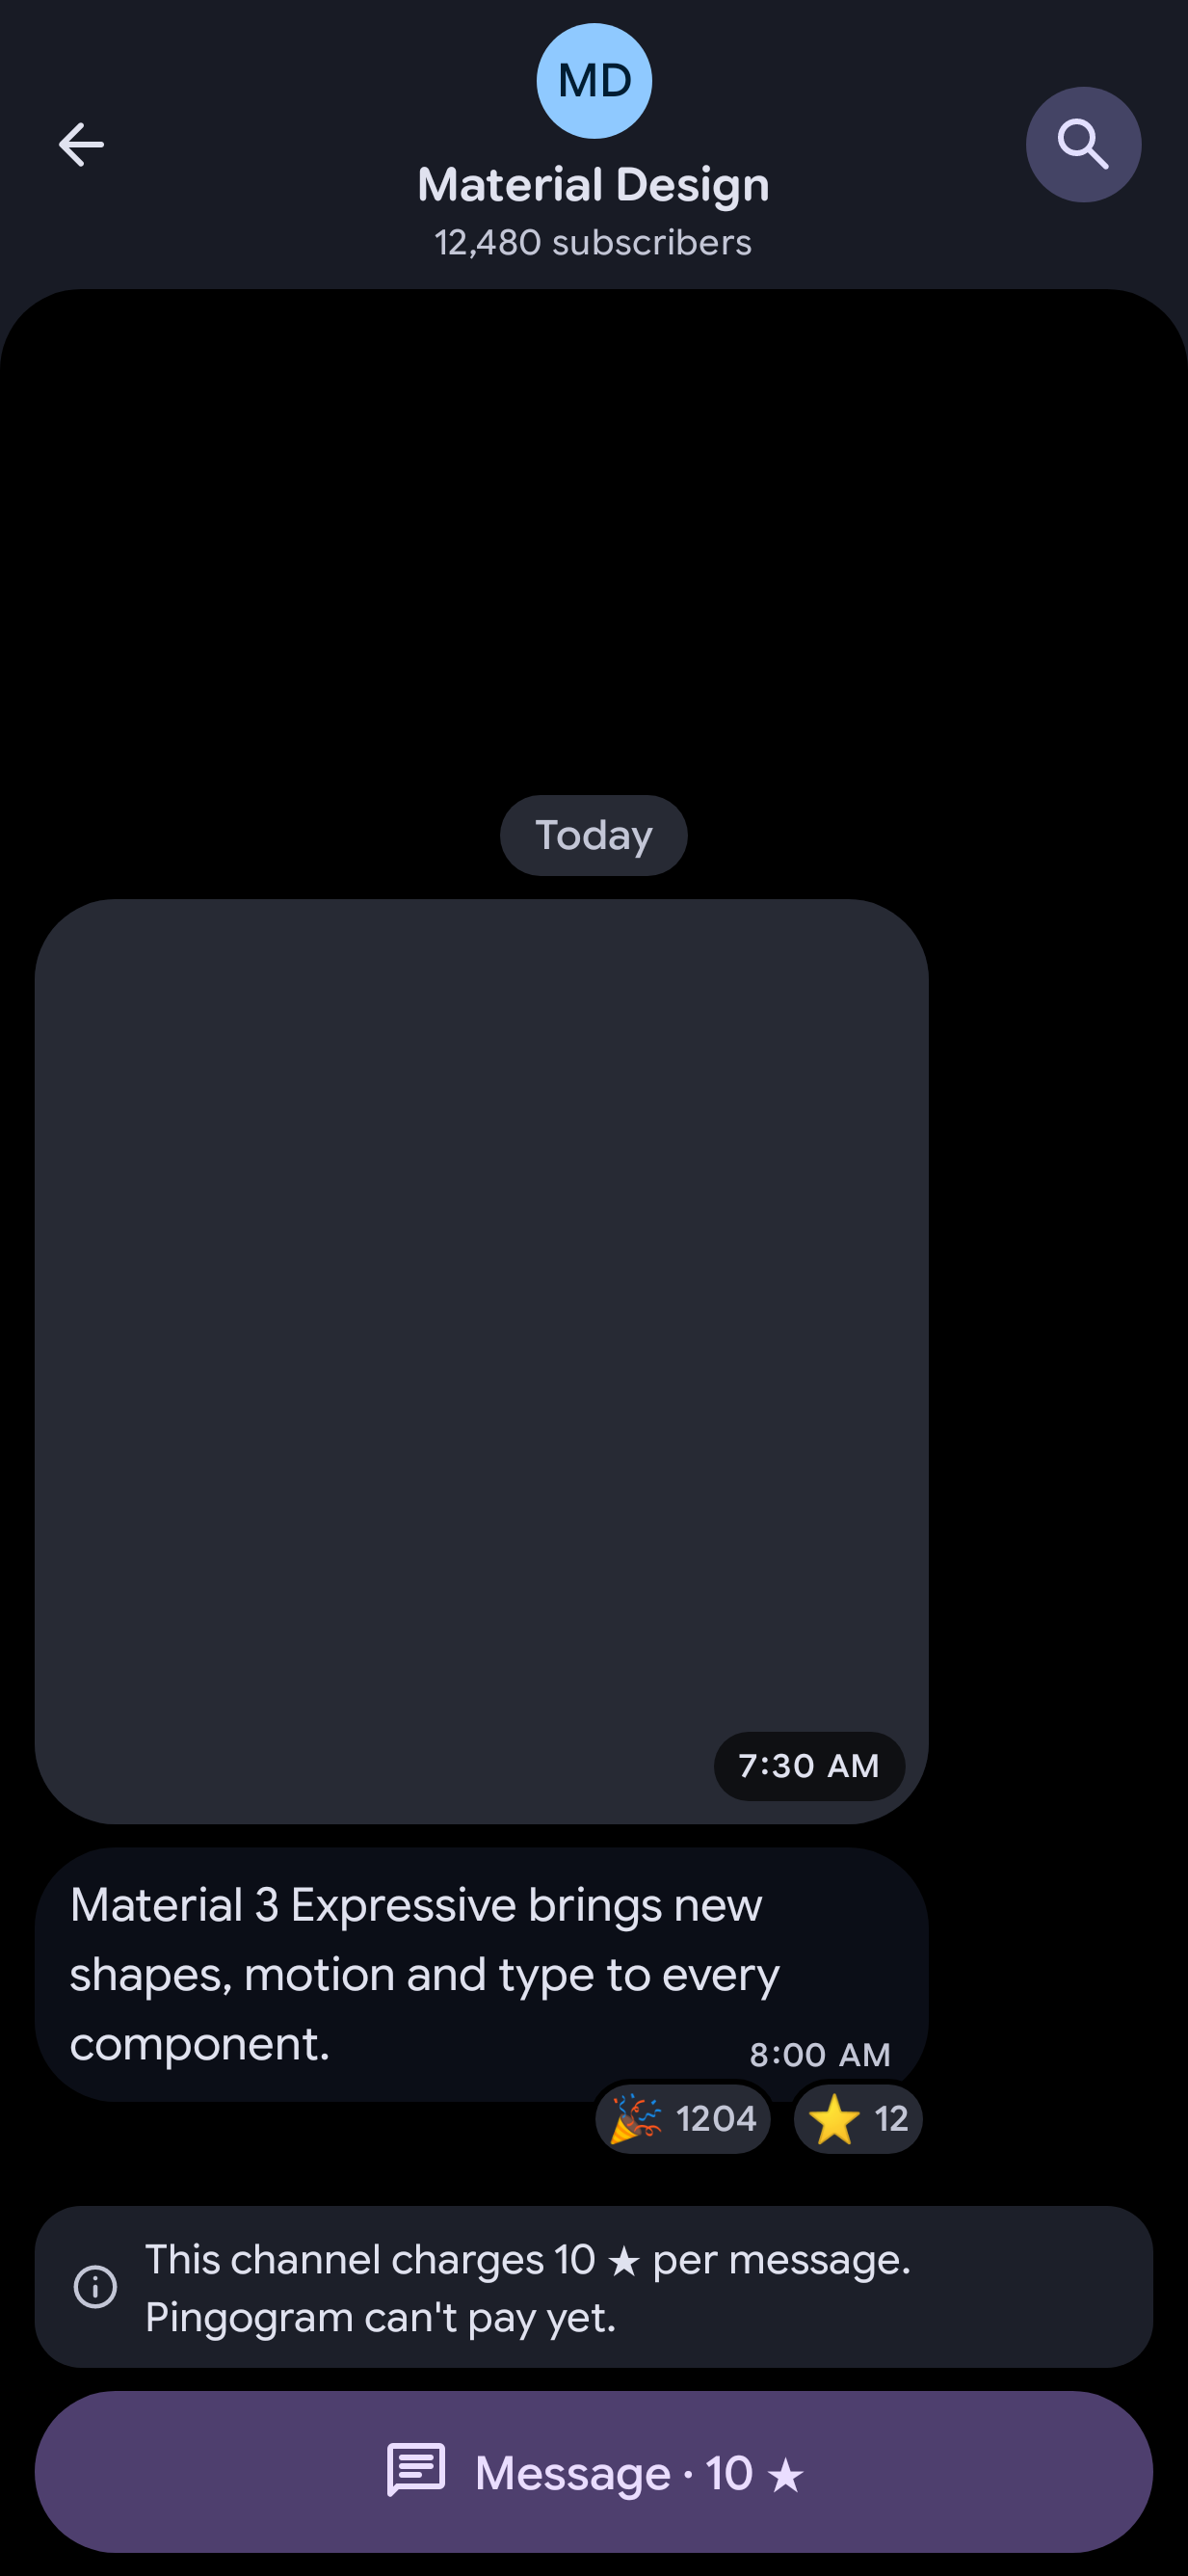 MD
Material Design
12,480 subscribers
Today
7:30 AM
Material 3 Expressive brings new
shapes, motion and type to every
component.
8:00 AM
🎉 1204 ⭐ 12
This channel charges 10 ★ per message.
Pingogram can't pay yet.
Message · 10 ★